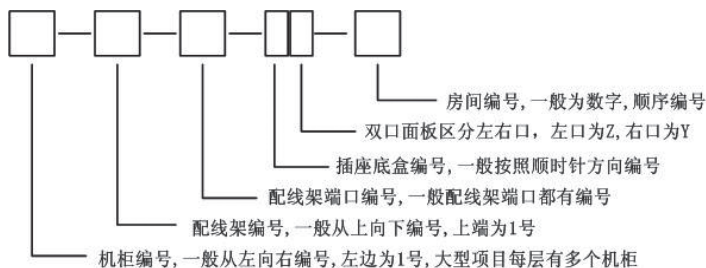 房间编号,一般为数字,顺序编号
双口面板区分左右口，左口为Z,右口为Y
插座底盒编号,一般按照顺时针方向编号
配线架端口编号,一般配线架端口都有编号
配线架编号,一般从上向下编号,上端为1号
机柜编号,一般从左向右编号,左边为1号,大型项目每层有多个机柜